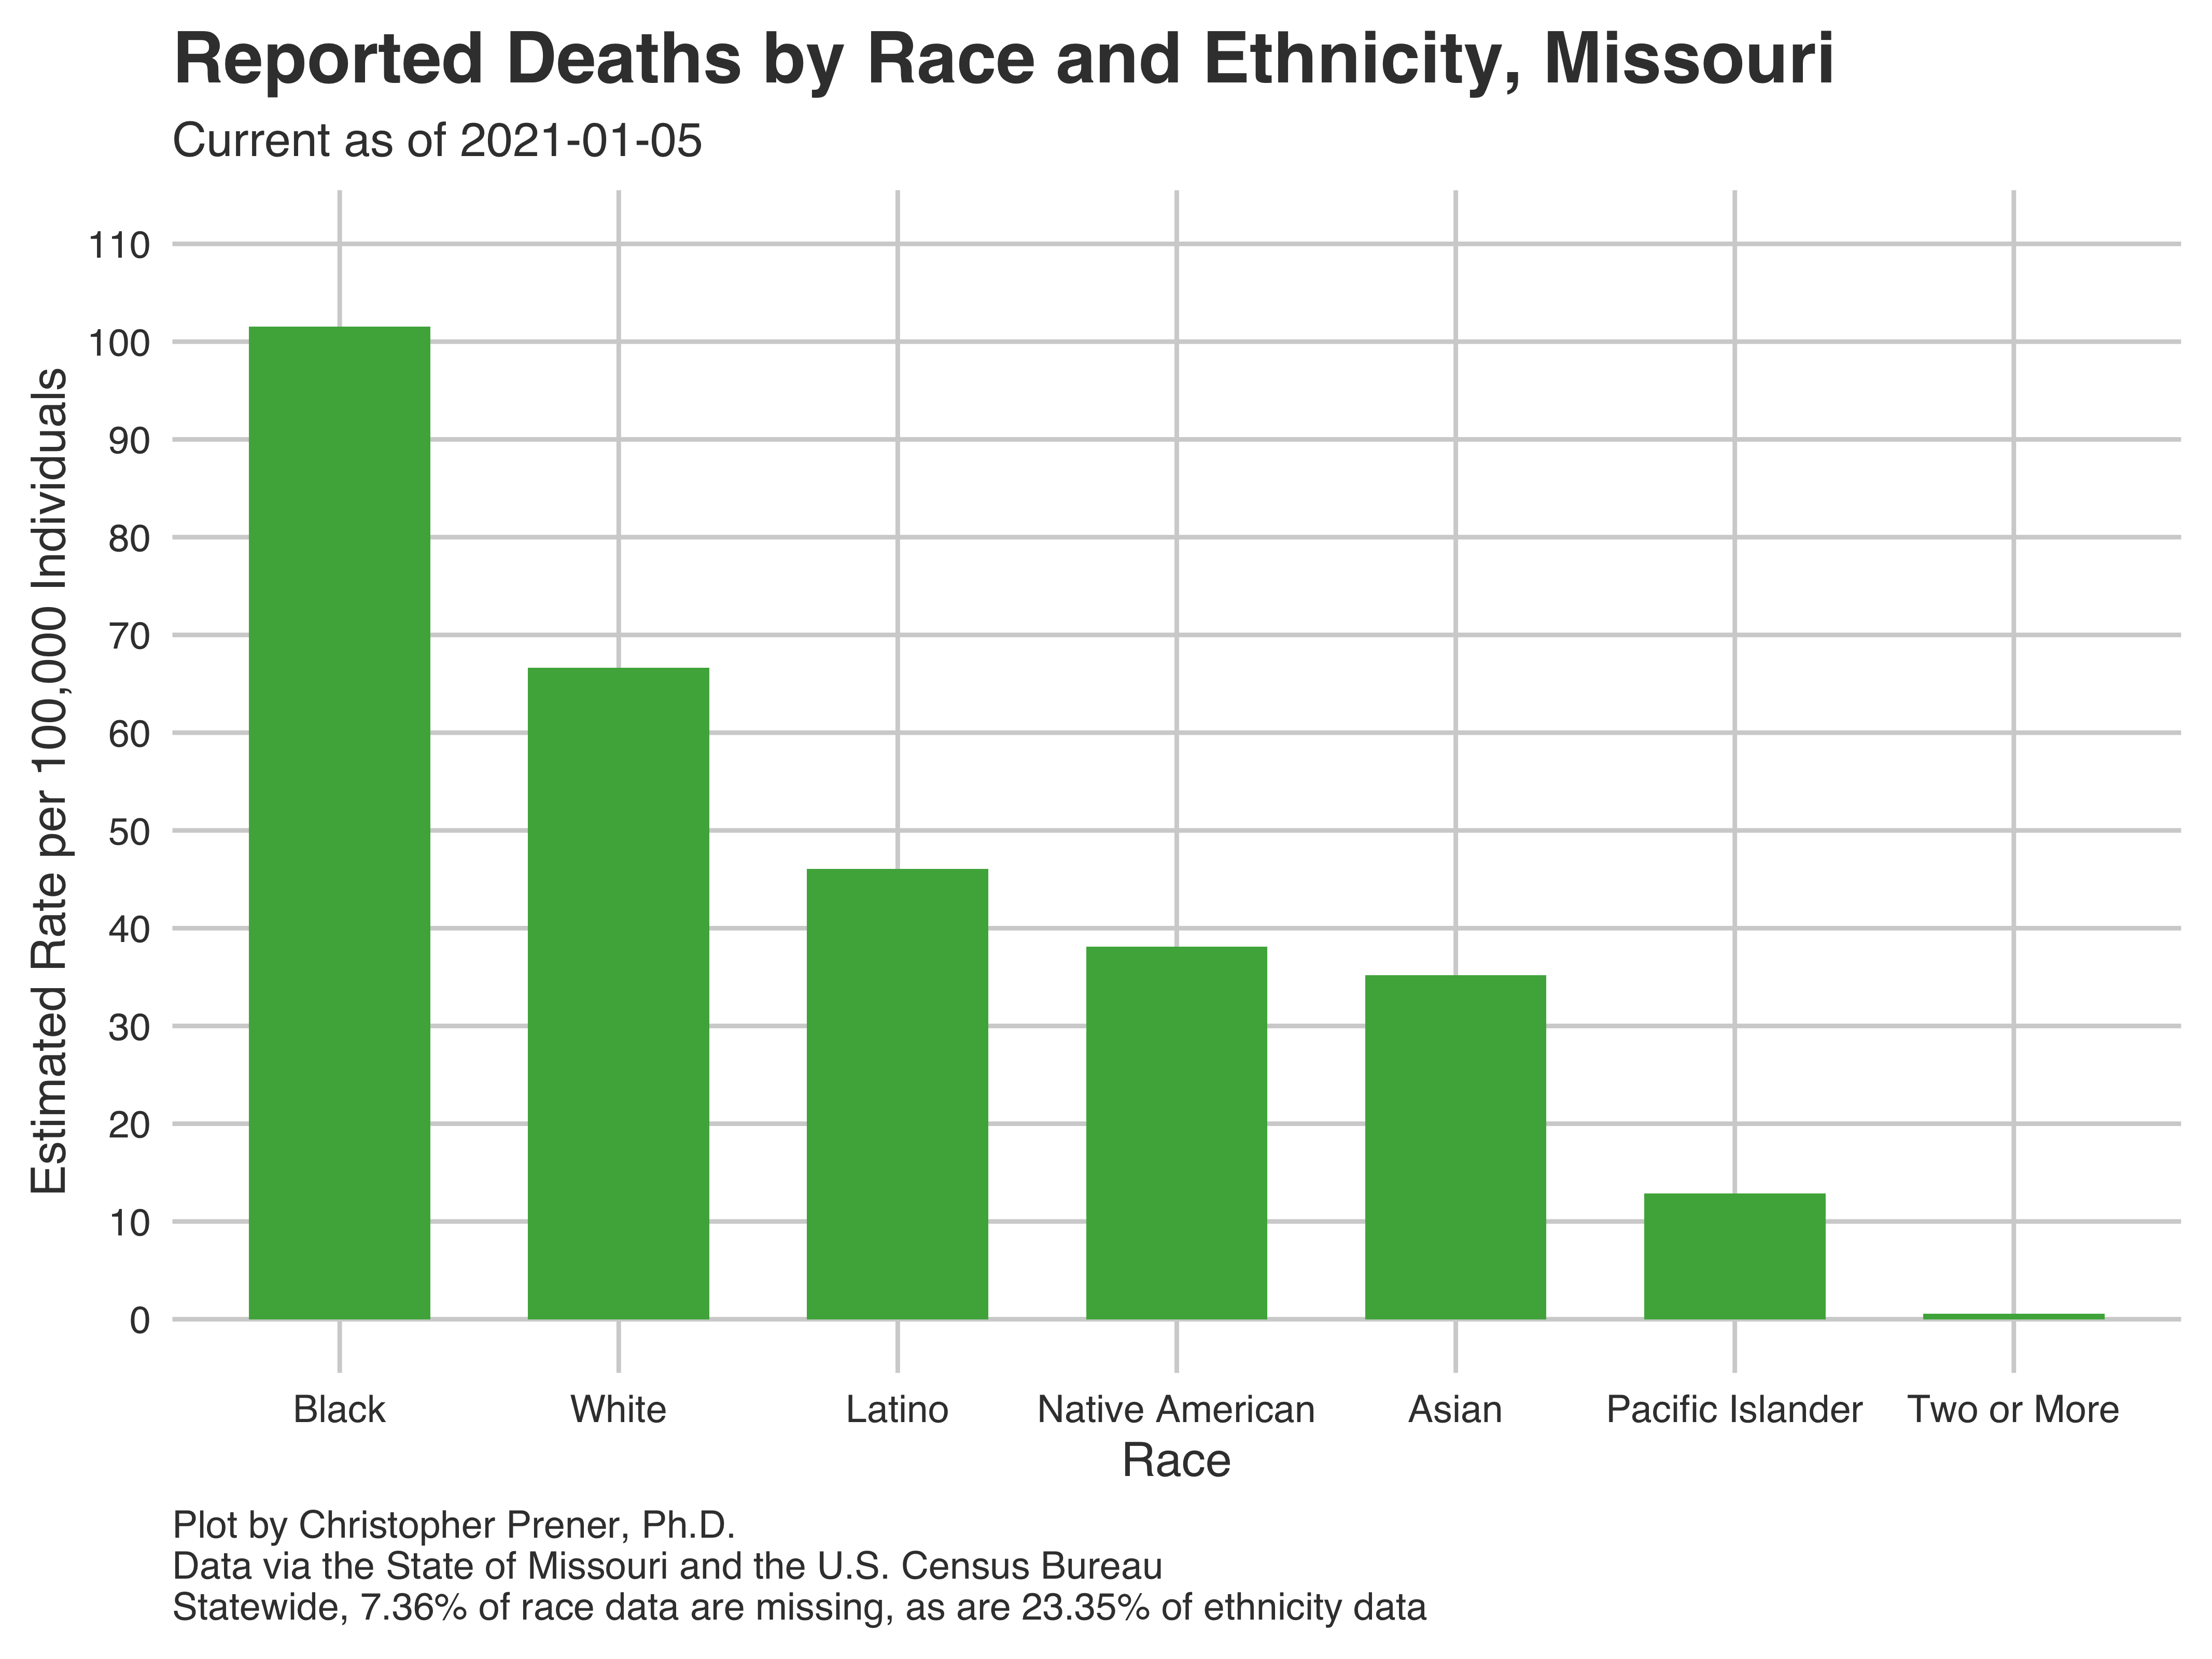 Reported Deaths by Race and Ethnicity, Missouri
Current as of 2021-01-05
Estimated Rate per 100,000 Individuals
110
100
90
80
70
60
50
40
30
20
10
0
Black White Latino Native American Asian Pacific Islander Two or More
Race
Plot by Christopher Prener, Ph.D.
Data via the State of Missouri and the U.S. Census Bureau
Statewide, 7.36% of race data are missing, as are 23.35% of ethnicity data